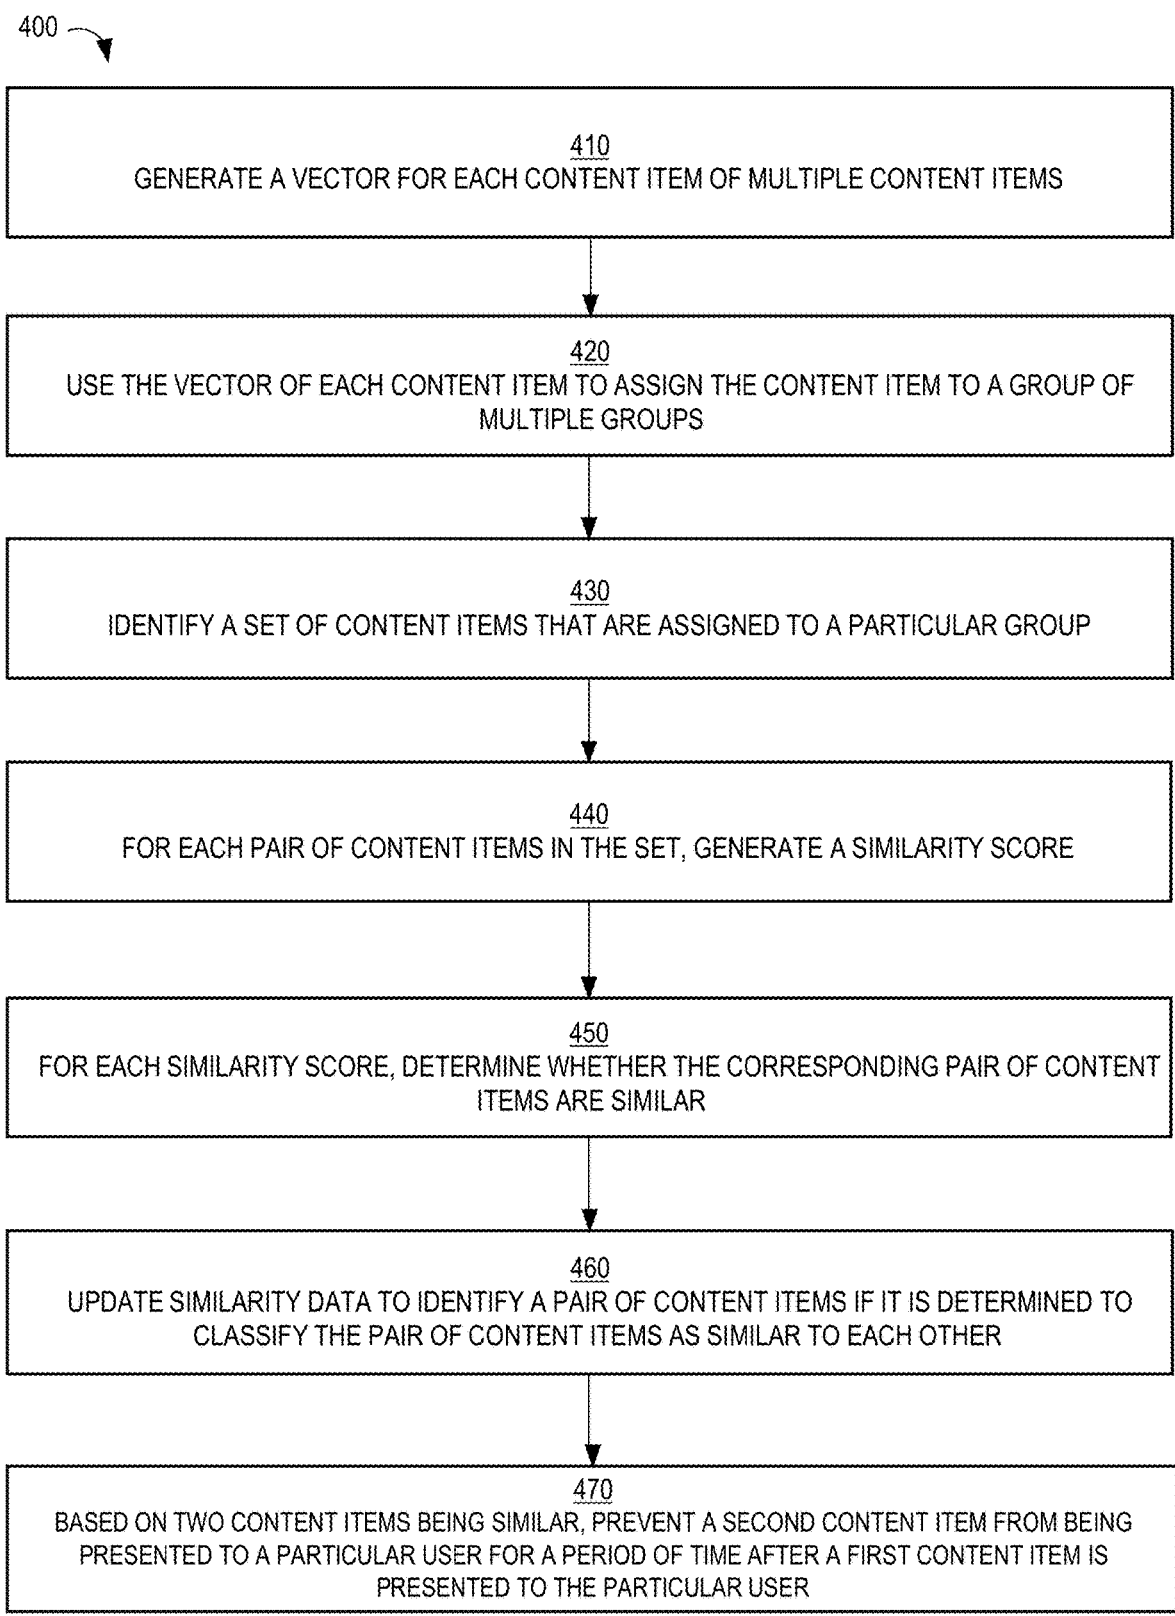 400
410
GENERATE A VECTOR FOR EACH CONTENT ITEM OF MULTIPLE CONTENT ITEMS
420
USE THE VECTOR OF EACH CONTENT ITEM TO ASSIGN THE CONTENT ITEM TO A GROUP OF
MULTIPLE GROUPS
430
IDENTIFY A SET OF CONTENT ITEMS THAT ARE ASSIGNED TO A PARTICULAR GROUP
440
FOR EACH PAIR OF CONTENT ITEMS IN THE SET, GENERATE A SIMILARITY SCORE
450
FOR EACH SIMILARITY SCORE, DETERMINE WHETHER THE CORRESPONDING PAIR OF CONTENT
ITEMS ARE SIMILAR
460
UPDATE SIMILARITY DATA TO IDENTIFY A PAIR OF CONTENT ITEMS IF IT IS DETERMINED TO
CLASSIFY THE PAIR OF CONTENT ITEMS AS SIMILAR TO EACH OTHER
470
BASED ON TWO CONTENT ITEMS BEING SIMILAR, PREVENT A SECOND CONTENT ITEM FROM BEING
PRESENTED TO A PARTICULAR USER FOR A PERIOD OF TIME AFTER A FIRST CONTENT ITEM IS
PRESENTED TO THE PARTICULAR USER